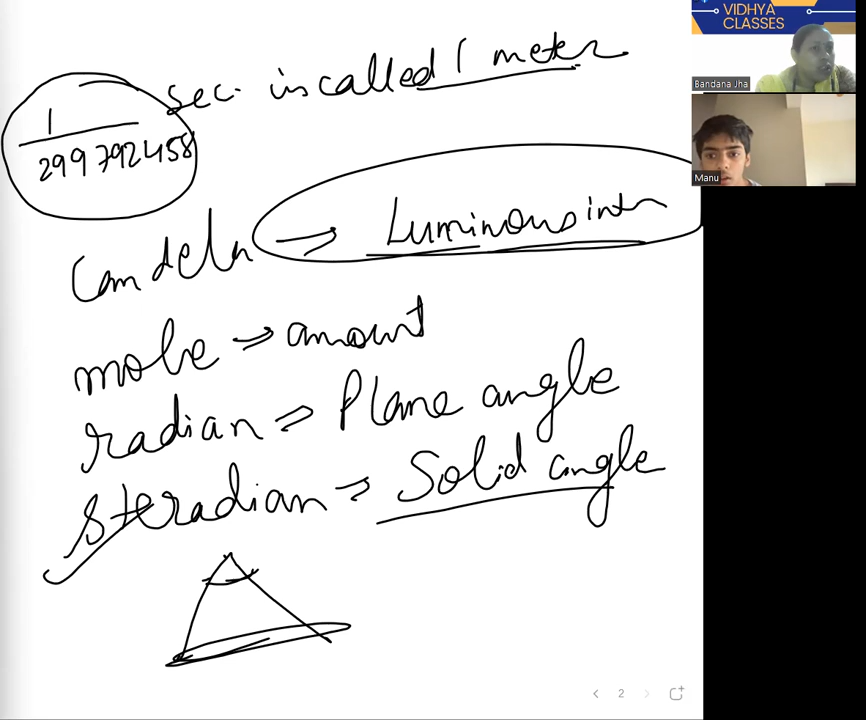 VIDHYA
CLASSES
Bandana Jha
Manu
1
299792458
sec. is called 1 meter
Candela ⇒ Luminous inten
mole ⇒ amount
radian ⇒ Plane angle
steradian ⇒ Solid angle
2